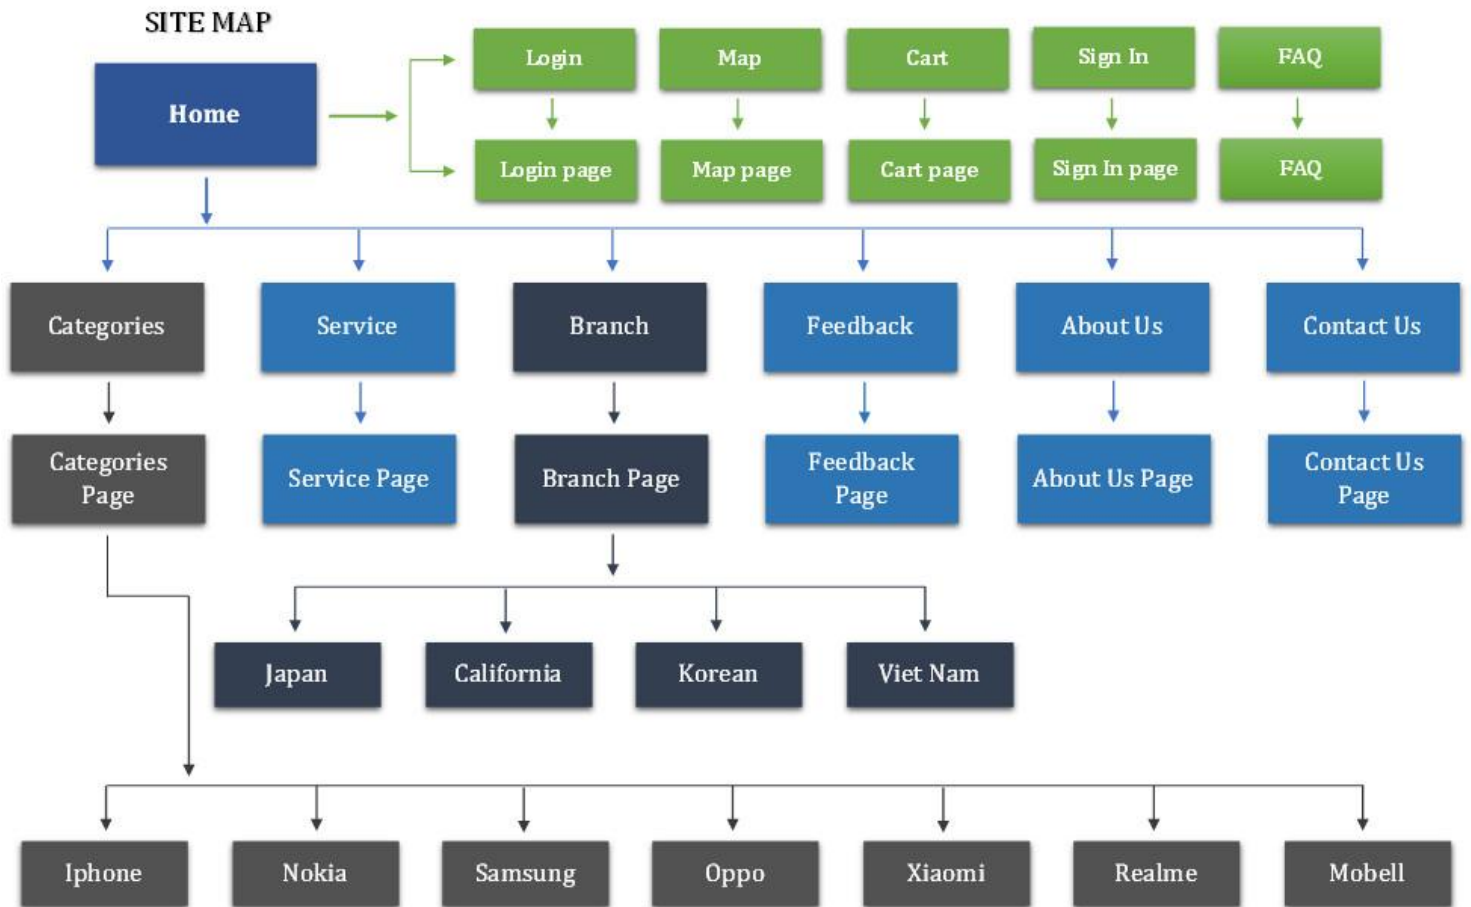 SITE MAP
Home
Login
Map
Cart
Sign In
FAQ
Login page
Map page
Cart page
Sign In page
FAQ
Categories
Service
Branch
Feedback
About Us
Contact Us
Categories
Page
Service Page
Branch Page
Feedback
Page
About Us Page
Contact Us
Page
Japan
California
Korean
Viet Nam
Iphone
Nokia
Samsung
Oppo
Xiaomi
Realme
Mobell